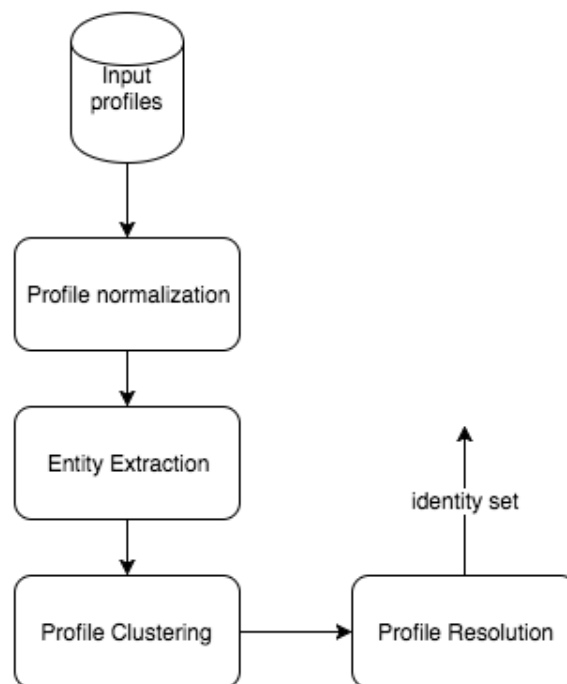 Input
profiles
Profile normalization
Entity Extraction
identity set
Profile Clustering
Profile Resolution